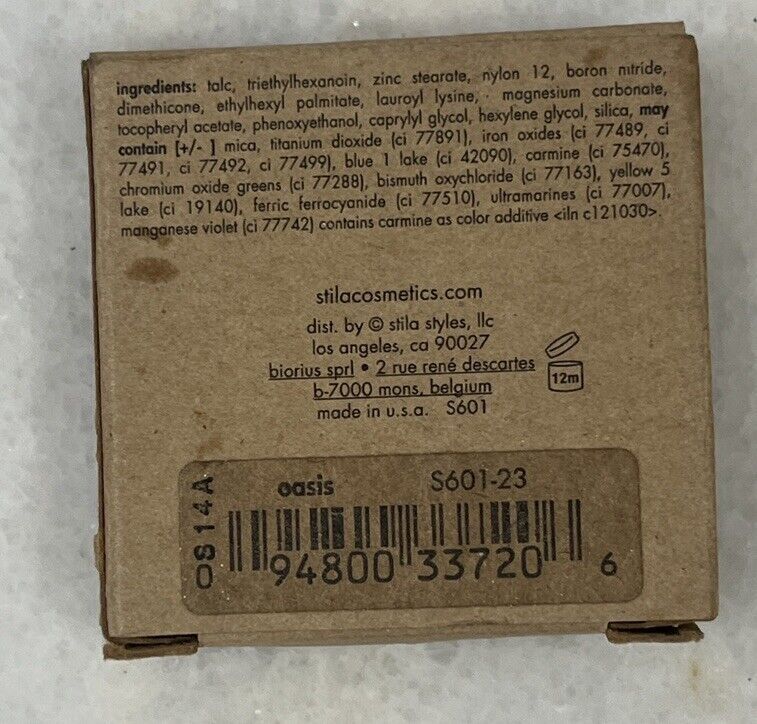 ingredients: talc, triethylhexanoin, zinc stearate, nylon 12, boron nitride,
dimethicone, ethylhexyl palmitate, lauroyl lysine, magnesium carbonate,
tocopheryl acetate, phenoxyethanol, caprylyl glycol, hexylene glycol, silica, may
contain [+/- ] mica, titanium dioxide (ci 77891), iron oxides (ci 77489, ci
77491, ci 77492, ci 77499), blue 1 lake (ci 42090), carmine (ci 75470),
chromium oxide greens (ci 77288), bismuth oxychloride (ci 77163), yellow 5
lake (ci 19140), ferric ferrocyanide (ci 77510), ultramarines (ci 77007),
manganese violet (ci 77742) contains carmine as color additive <iln c121030>.
stilacosmetics.com
dist. by © stila styles, llc
los angeles, ca 90027
biorius sprl • 2 rue rené descartes
b-7000 mons, belgium
made in u.s.a. S601
12m
oasis S601-23
0S14A
94800 33720 6